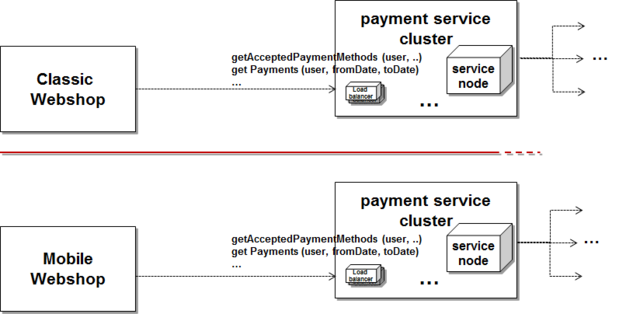 payment service
cluster
getAcceptedPaymentMethods (user, ..)
get Payments (user, fromDate, toDate)
...
Classic
Webshop
Load
balancer
...
service
node
...
payment service
cluster
getAcceptedPaymentMethods (user, ..)
get Payments (user, fromDate, toDate)
...
Mobile
Webshop
Load
balancer
...
service
node
...